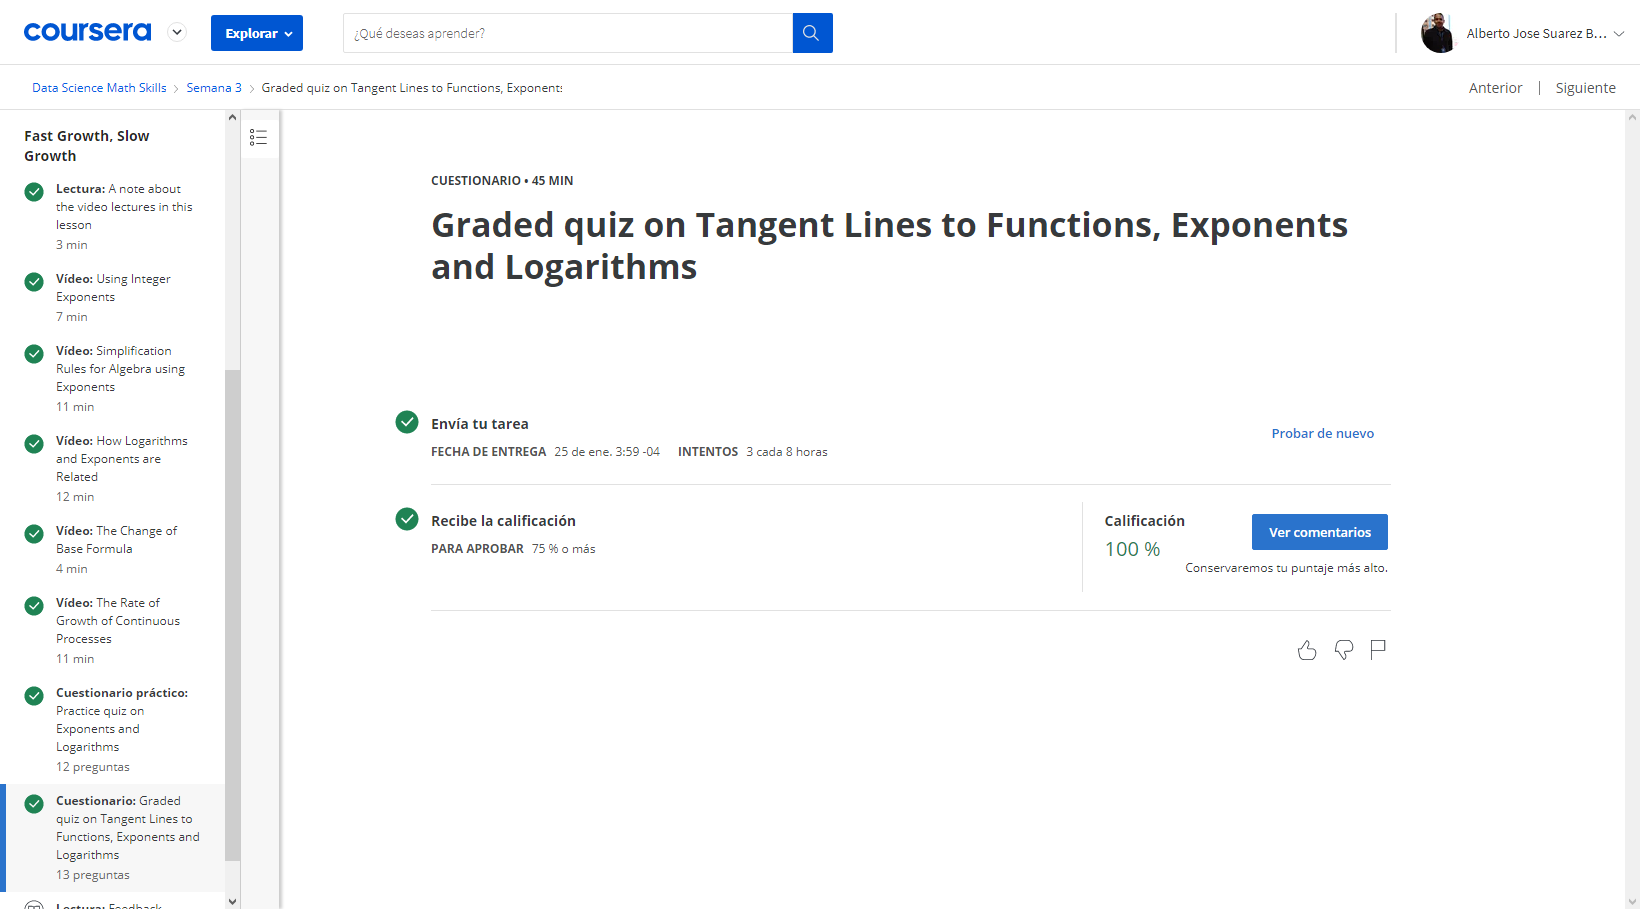 coursera
Explorar
¿Qué deseas aprender?
Alberto Jose Suarez B...
Data Science Math Skills
Semana 3
Graded quiz on Tangent Lines to Functions, Exponents
Anterior
Siguiente
Fast Growth, Slow
Growth
Lectura: A note about
the video lectures in this
lesson
3 min
Vídeo: Using Integer
Exponents
7 min
Vídeo: Simplification
Rules for Algebra using
Exponents
11 min
Vídeo: How Logarithms
and Exponents are
Related
12 min
Vídeo: The Change of
Base Formula
4 min
Vídeo: The Rate of
Growth of Continuous
Processes
11 min
Cuestionario práctico:
Practice quiz on
Exponents and
Logarithms
12 preguntas
Cuestionario: Graded
quiz on Tangent Lines to
Functions, Exponents and
Logarithms
13 preguntas
Lectura: Feedback
CUESTIONARIO • 45 MIN
Graded quiz on Tangent Lines to Functions, Exponents
and Logarithms
Envía tu tarea
FECHA DE ENTREGA 25 de ene. 3:59 -04 INTENTOS 3 cada 8 horas
Probar de nuevo
Recibe la calificación
PARA APROBAR 75 % o más
Calificación
100 %
Ver comentarios
Conservaremos tu puntaje más alto.